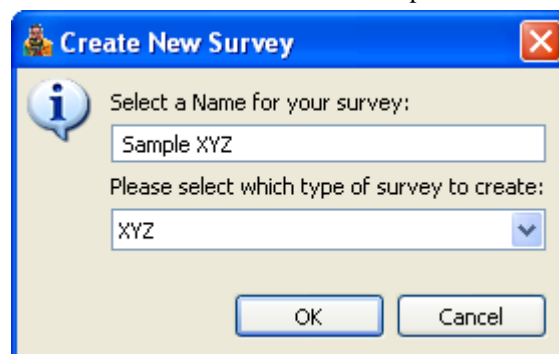 Create New Survey
Select a Name for your survey:
Sample XYZ
Please select which type of survey to create:
XYZ
OK
Cancel